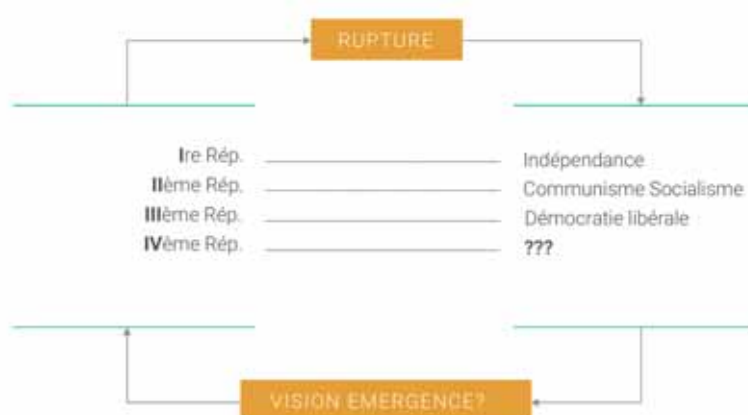 RUPTURE
Ire Rép. Indépendance
IIème Rép. Communisme Socialisme
IIIème Rép. Démocratie libérale
IVème Rép. ???
VISION EMERGENCE?